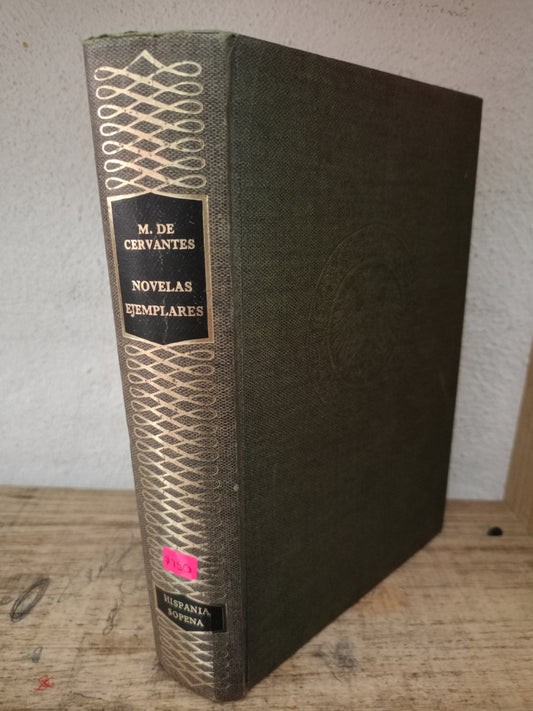 M. DE
CERVANTES
NOVELAS
EJEMPLARES
HISPANIA
SOPENA